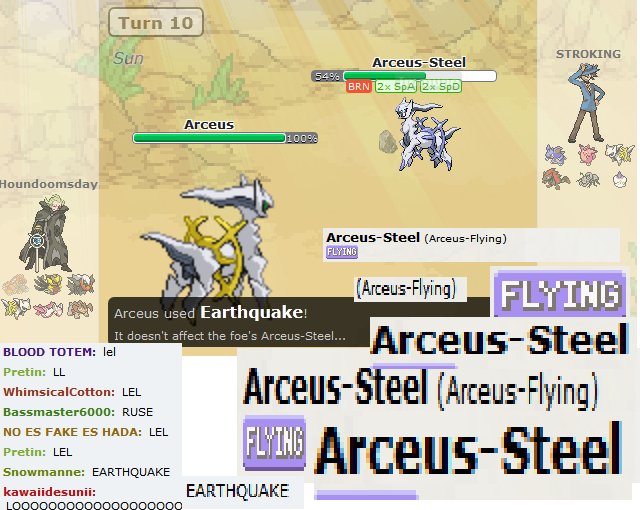 Turn 10
Sun
STROKING
Arceus-Steel
54%
BRN 2x SpA 2x SpD
Arceus
100%
Houndoomsday
Arceus-Steel (Arceus-Flying)
FLYING
(Arceus-Flying)
FLYING
Arceus used Earthquake!
It doesn't affect the foe's Arceus-Steel...
Arceus-Steel
Arceus-Steel (Arceus-Flying)
FLYING
Arceus-Steel
BLOOD TOTEM: lel
Pretin: LL
WhimsicalCotton: LEL
Bassmaster6000: RUSE
NO ES FAKE ES HADA: LEL
Pretin: LEL
Snowmanne: EARTHQUAKE
kawaiidesunii:
LOOOOOOOOOOOOOOOOOOO
EARTHQUAKE